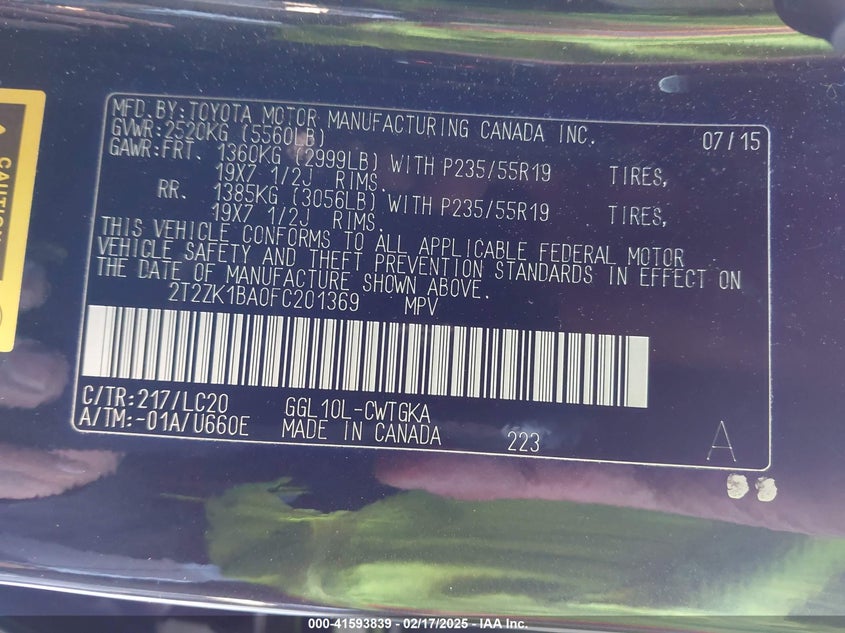 MFD.BY:TOYOTA MOTOR MANUFACTURING CANADA INC. 07/15
GVWR:2520KG (5560LB)
GAWR:FRT. 1360KG (2999LB) WITH P235/55R19 TIRES,
19X7 1/2J RIMS.
RR. 1385KG (3056LB) WITH P235/55R19 TIRES,
19X7 1/2J RIMS.
THIS VEHICLE CONFORMS TO ALL APPLICABLE FEDERAL MOTOR
VEHICLE SAFETY AND THEFT PREVENTION STANDARDS IN EFFECT ON
THE DATE OF MANUFACTURE SHOWN ABOVE.
2T2ZK1BA0FC201369 MPV
C/TR:217/LC20 GGL10L-CWTGKA
A/TM:-01A/U660E MADE IN CANADA 223 A
CAUTION
000-41593839 - 02/17/2025 - IAA Inc.